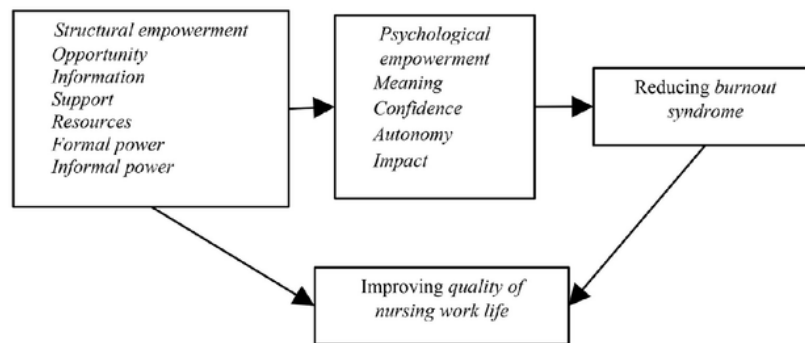 Structural empowerment
Opportunity
Information
Support
Resources
Formal power
Informal power
Psychological
empowerment
Meaning
Confidence
Autonomy
Impact
Reducing burnout
syndrome
Improving quality of
nursing work life